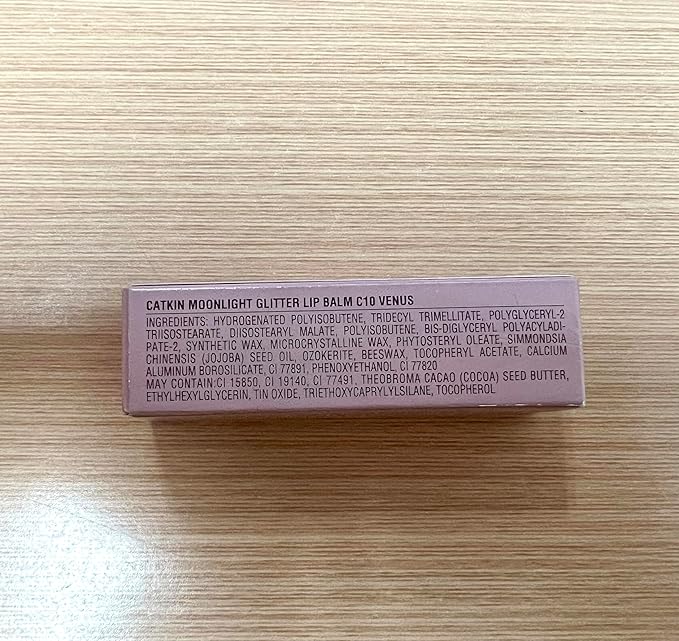 CATKIN MOONLIGHT GLITTER LIP BALM C10 VENUS
INGREDIENTS: HYDROGENATED POLYISOBUTENE, TRIDECYL TRIMELLITATE, POLYGLYCERYL-2
TRIISOSTEARATE, DIISOSTEARYL MALATE, POLYISOBUTENE, BIS-DIGLYCERYL POLYACYLADI-
PATE-2, SYNTHETIC WAX, MICROCRYSTALLINE WAX, PHYTOSTERYL OLEATE, SIMMONDSIA
CHINENSIS (JOJOBA) SEED OIL, OZOKERITE, BEESWAX, TOCOPHERYL ACETATE, CALCIUM
ALUMINUM BOROSILICATE, CI 77891, PHENOXYETHANOL, CI 77820
MAY CONTAIN:CI 15850, CI 19140, CI 77491, THEOBROMA CACAO (COCOA) SEED BUTTER,
ETHYLHEXYLGLYCERIN, TIN OXIDE, TRIETHOXYCAPRYLYLSILANE, TOCOPHEROL